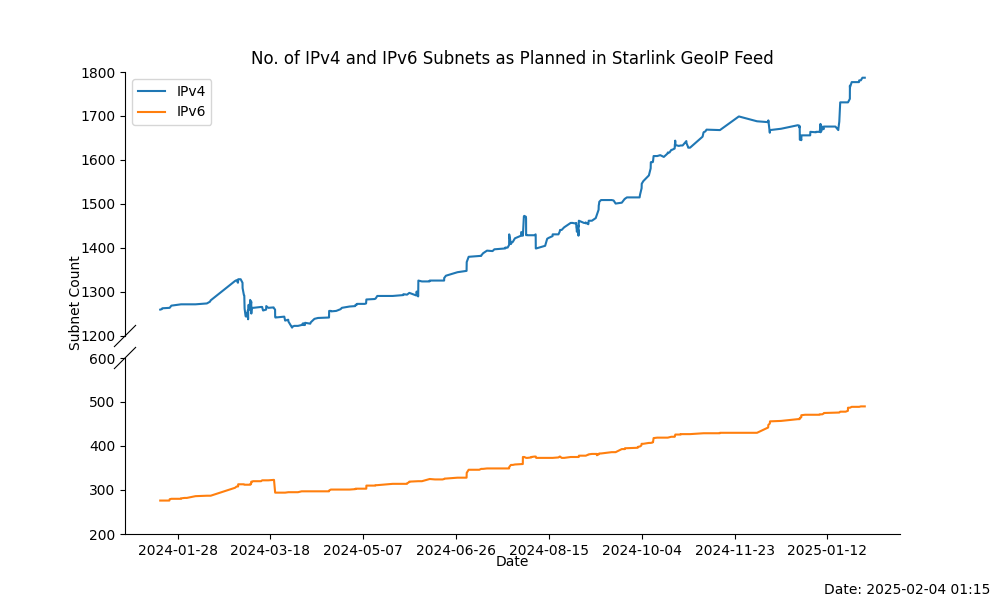 No. of IPv4 and IPv6 Subnets as Planned in Starlink GeoIP Feed
IPv4
IPv6
1800
1700
1600
1500
1400
1300
1200
600
500
400
300
200
Subnet Count
2024-01-28 2024-03-18 2024-05-07 2024-06-26 2024-08-15 2024-10-04 2024-11-23 2025-01-12
Date
Date: 2025-02-04 01:15